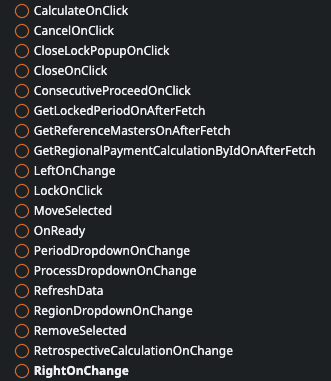 CalculateOnClick
CancelOnClick
CloseLockPopupOnClick
CloseOnClick
ConsecutiveProceedOnClick
GetLockedPeriodOnAfterFetch
GetReferenceMastersOnAfterFetch
GetRegionalPaymentCalculationByIdOnAfterFetch
LeftOnChange
LockOnClick
MoveSelected
OnReady
PeriodDropdownOnChange
ProcessDropdownOnChange
RefreshData
RegionDropdownOnChange
RemoveSelected
RetrospectiveCalculationOnChange
RightOnChange